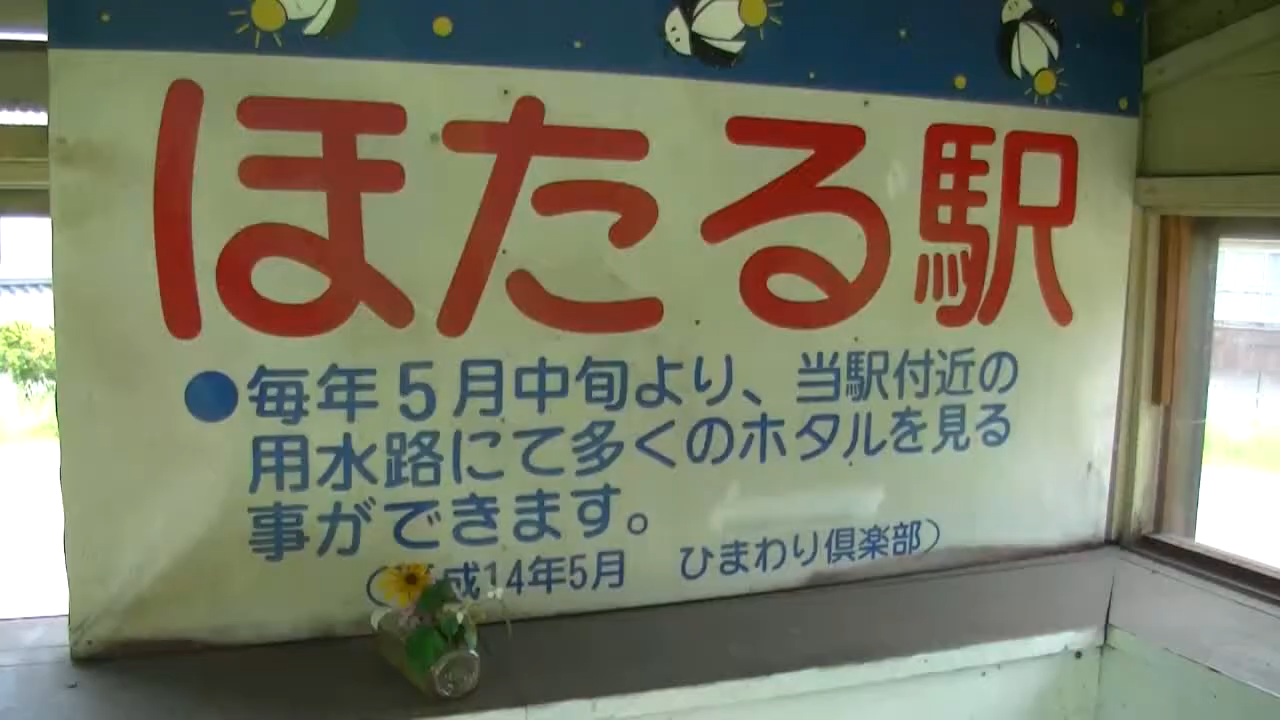 ほたる駅
●毎年5月中旬より、当駅付近の
用水路にて多くのホタルを見る
事ができます。
成14年5月 ひまわり倶楽部）